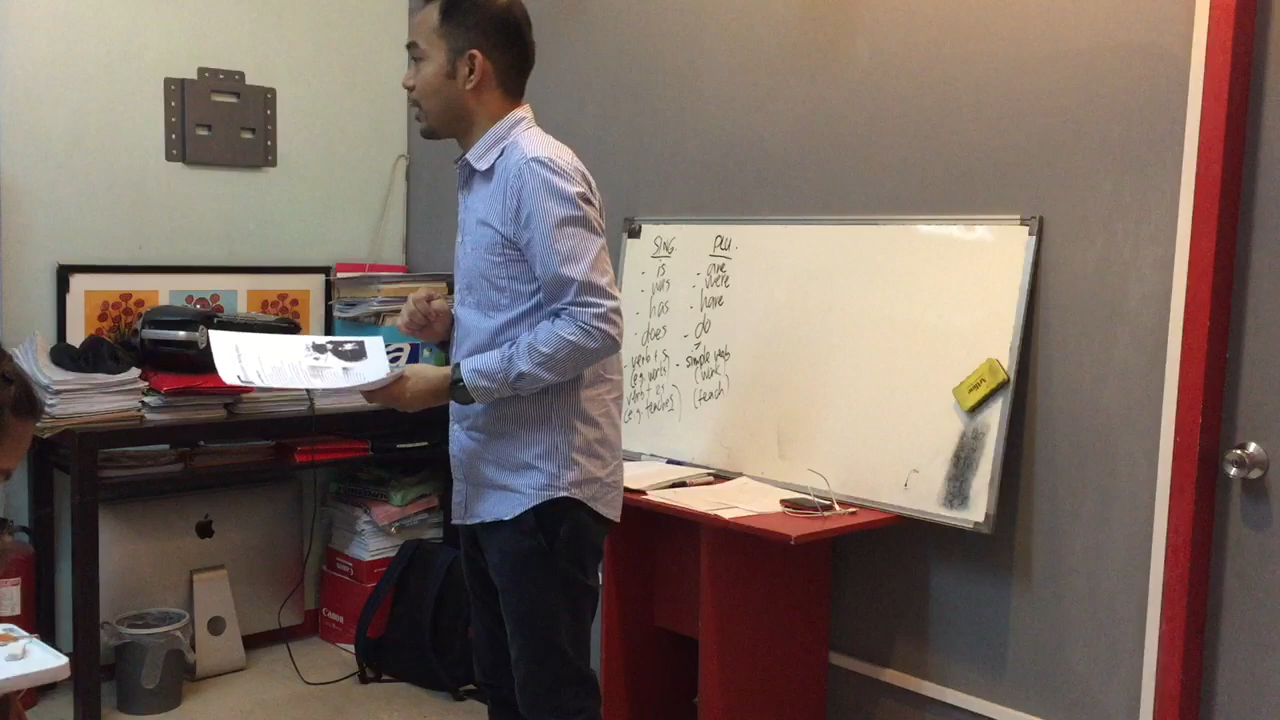 SING. PLU.
- is - are
- was - were
- has - have
- does - do
- verb + s - simple verb
(e.g. works) (work)
verb + es
(e.g. teaches) (teach)
Canon